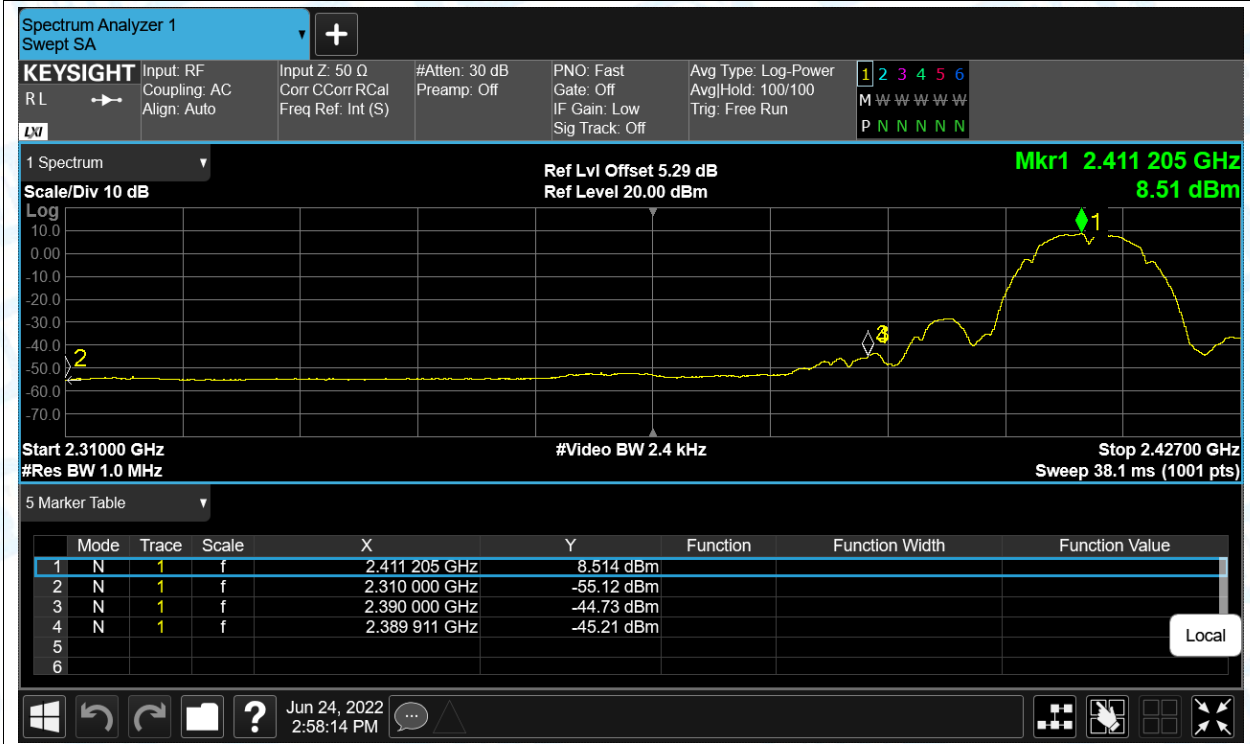 Spectrum Analyzer 1
Swept SA
+
KEYSIGHT
R L
LXI
Input: RF
Coupling: AC
Align: Auto
Input Z: 50 Ω
Corr CCorr RCal
Freq Ref: Int (S)
#Atten: 30 dB
Preamp: Off
PNO: Fast
Gate: Off
IF Gain: Low
Sig Track: Off
Avg Type: Log-Power
Avg|Hold: 100/100
Trig: Free Run
1 2 3 4 5 6
M W W W W W
P N N N N N
1 Spectrum
Scale/Div 10 dB
Ref Lvl Offset 5.29 dB
Ref Level 20.00 dBm
Mkr1 2.411 205 GHz
8.51 dBm
Log
10.0
0.00
-10.0
-20.0
-30.0
-40.0
-50.0
-60.0
-70.0
1
2
Start 2.31000 GHz
#Res BW 1.0 MHz
#Video BW 2.4 kHz
Stop 2.42700 GHz
Sweep 38.1 ms (1001 pts)
5 Marker Table
Mode Trace Scale X Y Function Function Width Function Value
1 N 1 f 2.411 205 GHz 8.514 dBm
2 N 1 f 2.310 000 GHz -55.12 dBm
3 N 1 f 2.390 000 GHz -44.73 dBm
4 N 1 f 2.389 911 GHz -45.21 dBm
5
6
Local
?
Jun 24, 2022
2:58:14 PM